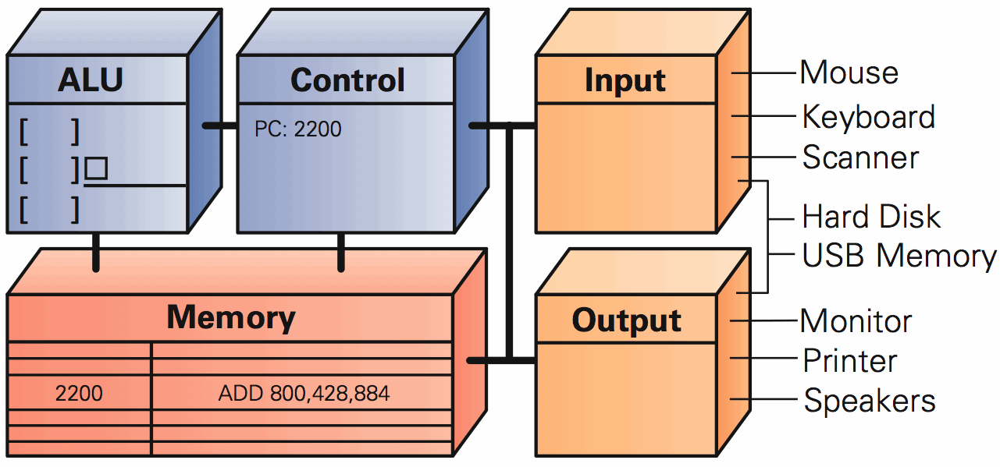 ALU
[ ]
[ ]
[ ]
Control
PC: 2200
Input
Mouse
Keyboard
Scanner
Hard Disk
USB Memory
Memory
2200 ADD 800,428,884
Output
Monitor
Printer
Speakers